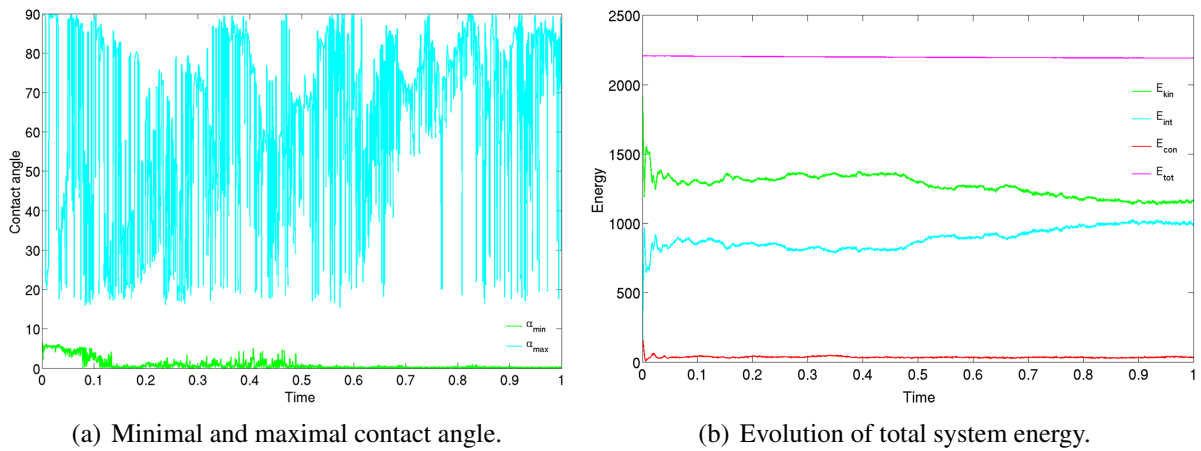 90
80
70
60
50
40
30
20
10
0
Contact angle
α_min
α_max
0 0.1 0.2 0.3 0.4 0.5 0.6 0.7 0.8 0.9 1
Time
(a) Minimal and maximal contact angle.
2500
2000
1500
1000
500
0
Energy
E_kin
E_int
E_con
E_tot
0 0.1 0.2 0.3 0.4 0.5 0.6 0.7 0.8 0.9 1
Time
(b) Evolution of total system energy.